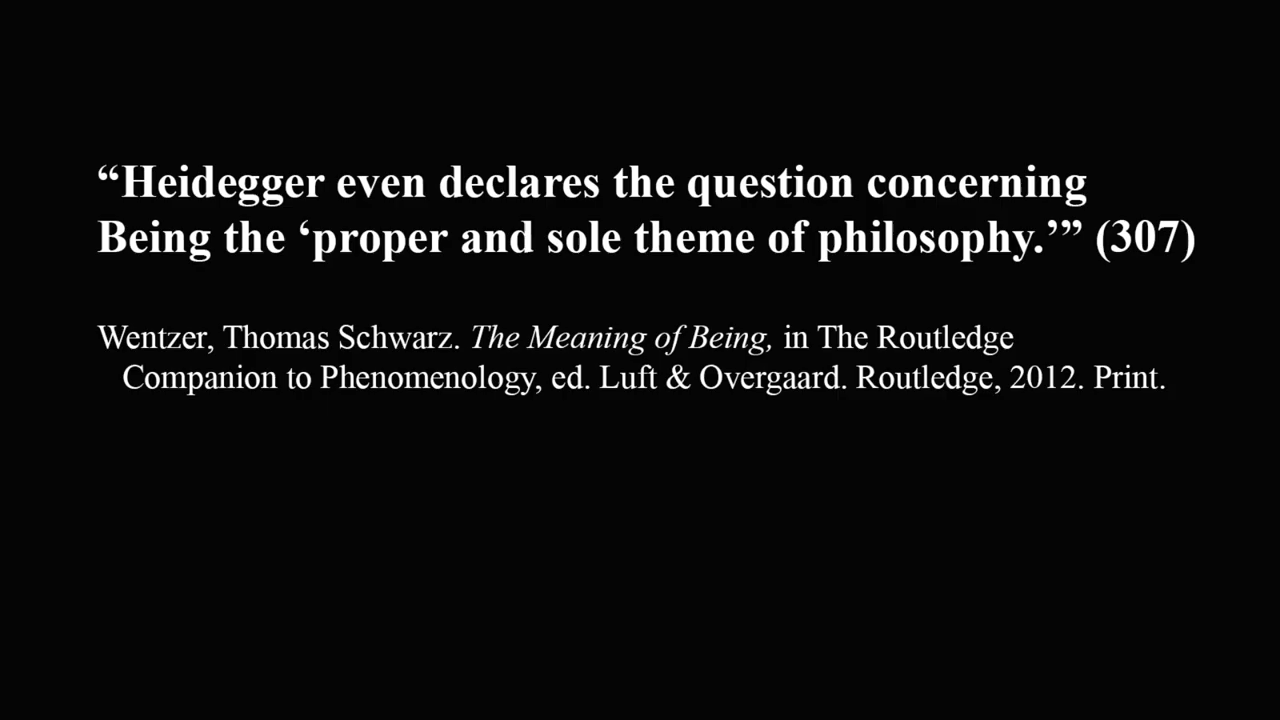 “Heidegger even declares the question concerning
Being the ‘proper and sole theme of philosophy.’” (307)
Wentzer, Thomas Schwarz. The Meaning of Being, in The Routledge
Companion to Phenomenology, ed. Luft & Overgaard. Routledge, 2012. Print.